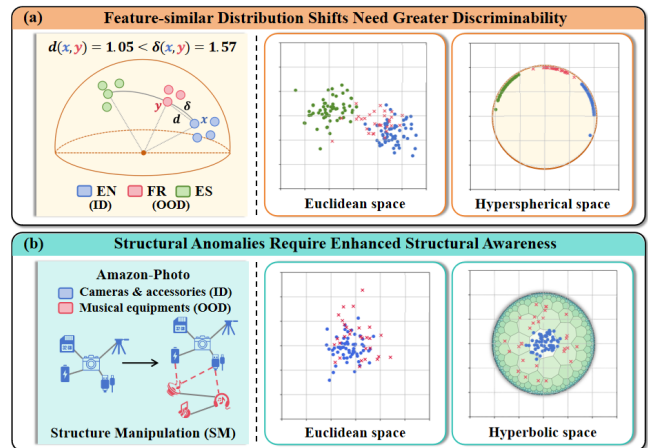 (a) Feature-similar Distribution Shifts Need Greater Discriminability
d(x,y) = 1.05 < δ(x,y) = 1.57
y
δ
x
d
EN FR ES
(ID) (OOD)
Euclidean space
Hyperspherical space
(b) Structural Anomalies Require Enhanced Structural Awareness
Amazon-Photo
Cameras & accessories (ID)
Musical equipments (OOD)
Structure Manipulation (SM)
Euclidean space
Hyperbolic space